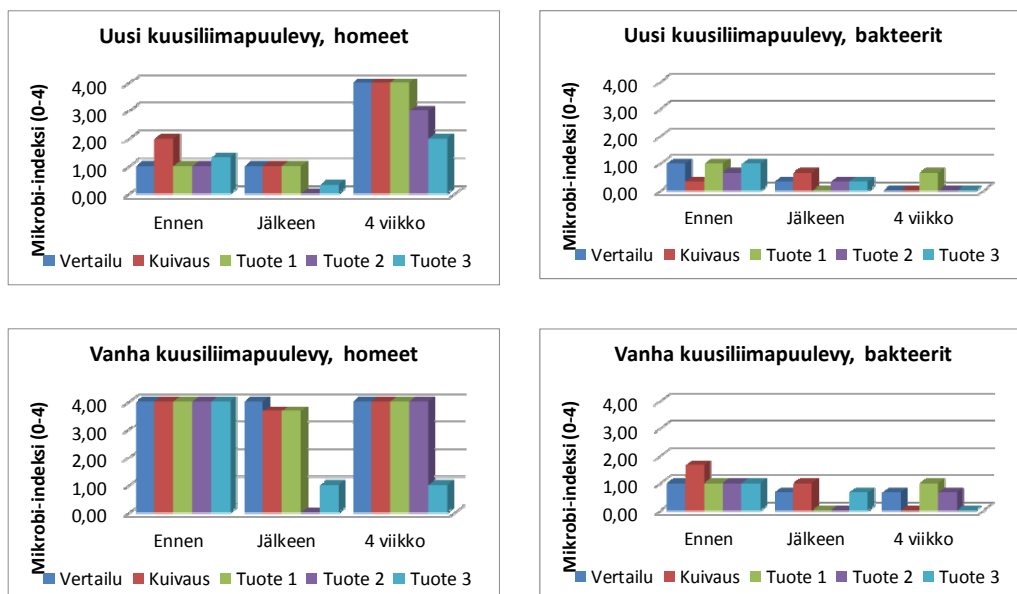 Uusi kuusiliimapuulevy, homeet
Mikrobi-indeksi (0-4)
4,00
3,00
2,00
1,00
0,00
Ennen Jälkeen 4 viikko
Vertailu Kuivaus Tuote 1 Tuote 2 Tuote 3
Uusi kuusiliimapuulevy, bakteerit
Mikrobi-indeksi (0-4)
4,00
3,00
2,00
1,00
0,00
Ennen Jälkeen 4 viikko
Vertailu Kuivaus Tuote 1 Tuote 2 Tuote 3
Vanha kuusiliimapuulevy, homeet
Mikrobi-indeksi (0-4)
4,00
3,00
2,00
1,00
0,00
Ennen Jälkeen 4 viikko
Vertailu Kuivaus Tuote 1 Tuote 2 Tuote 3
Vanha kuusiliimapuulevy, bakteerit
Mikrobi-indeksi (0-4)
4,00
3,00
2,00
1,00
0,00
Ennen Jälkeen 4 viikko
Vertailu Kuivaus Tuote 1 Tuote 2 Tuote 3